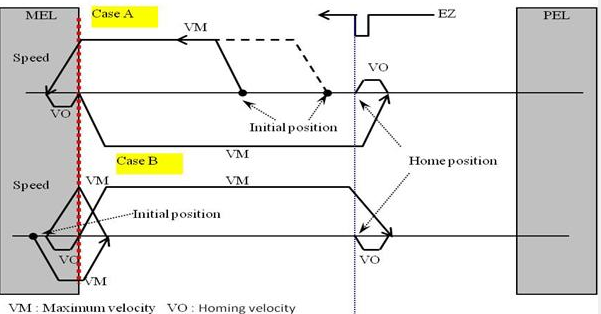 MEL
Case A
EZ
PEL
VM
Speed
VO
VO
Initial position
VM
Case B
Home position
Speed
VM
VM
Initial position
VO
VO
VM
VM : Maximum velocity VO : Homing velocity